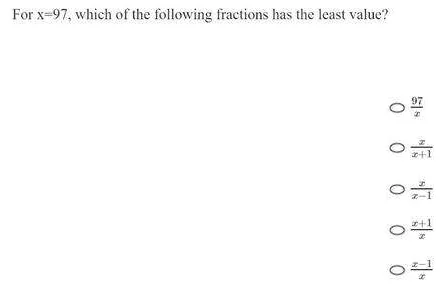 For x=97, which of the following fractions has the least value?
97/x
x/x+1
x/x−1
x+1/x
x−1/x